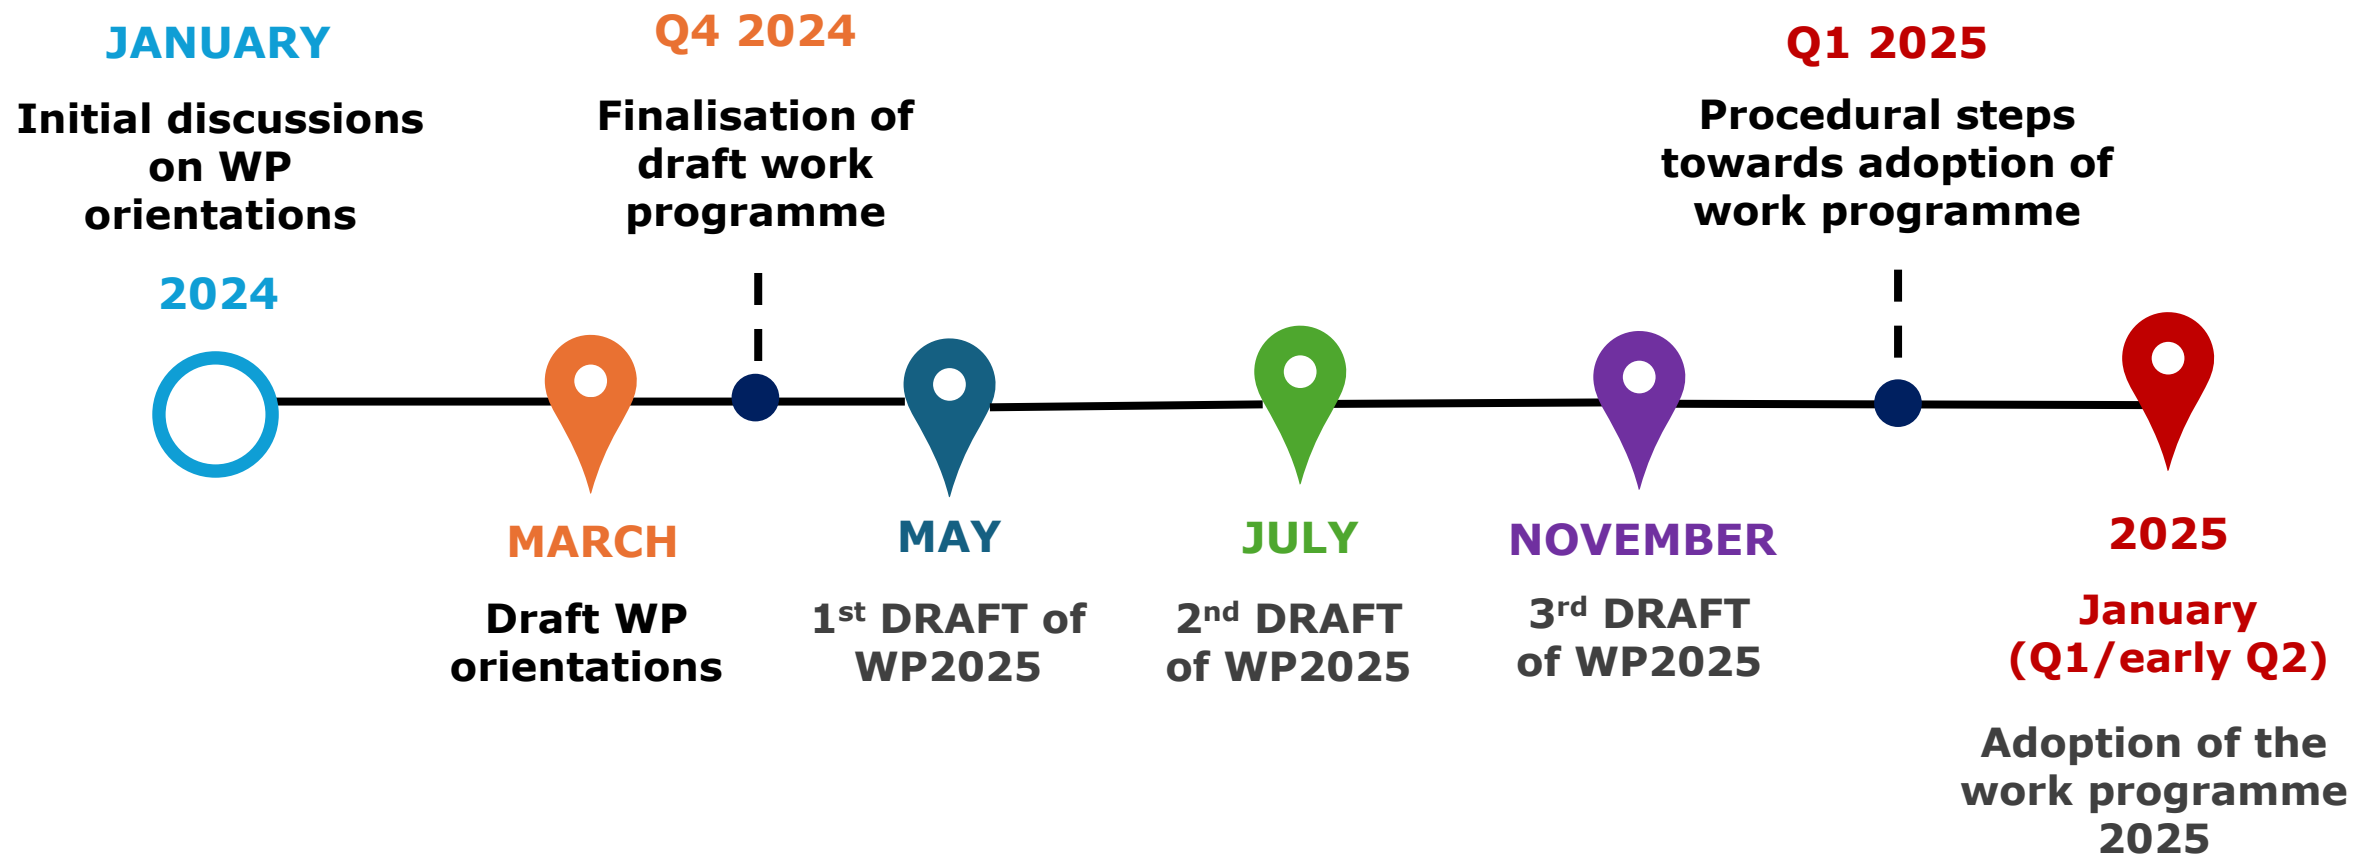 JANUARY
Initial discussions
on WP
orientations
2024
Q4 2024
Finalisation of
draft work
programme
Q1 2025
Procedural steps
towards adoption of
work programme
MARCH
Draft WP
orientations
MAY
1st DRAFT of
WP2025
JULY
2nd DRAFT
of WP2025
NOVEMBER
3rd DRAFT
of WP2025
2025
January
(Q1/early Q2)
Adoption of the
work programme
2025